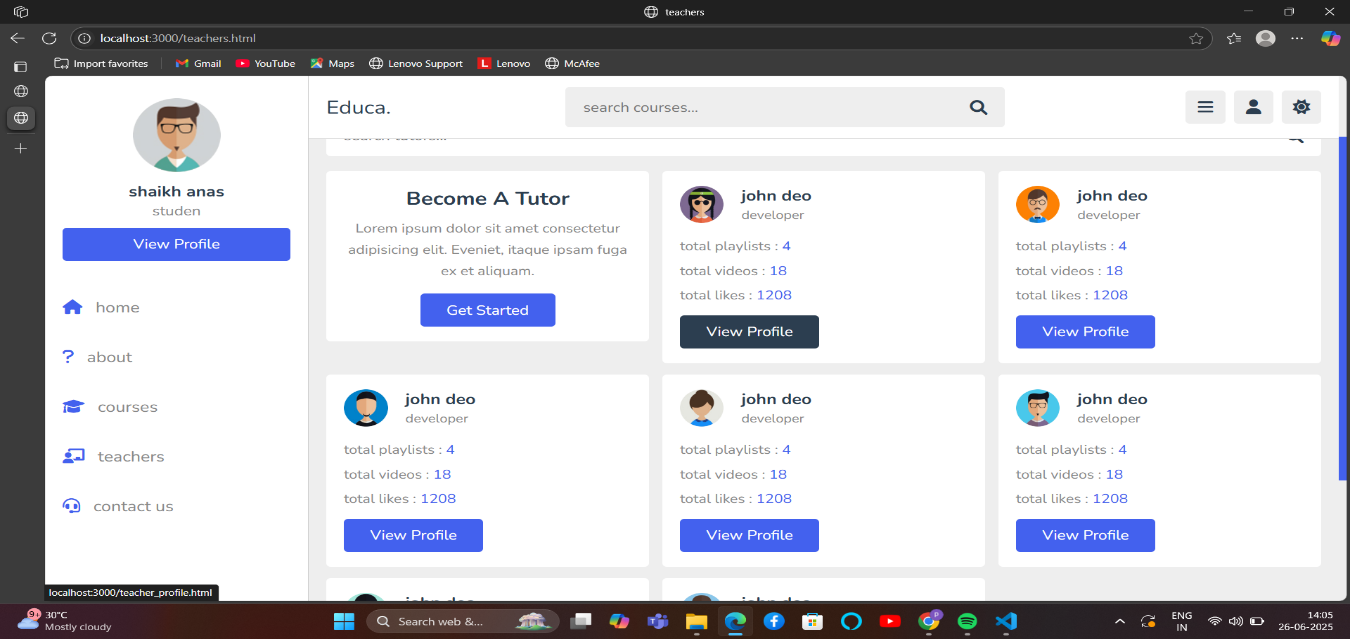 teachers
localhost:3000/teachers.html
Import favorites
Gmail
YouTube
Maps
Lenovo Support
L Lenovo
McAfee
shaikh anas
studen
View Profile
home
? about
courses
teachers
contact us
localhost:3000/teacher_profile.html
Educa.
search courses...
Become A Tutor
Lorem ipsum dolor sit amet consectetur
adipisicing elit. Eveniet, itaque ipsam fuga
ex et aliquam.
Get Started
john deo
developer
total playlists : 4
total videos : 18
total likes : 1208
View Profile
john deo
developer
total playlists : 4
total videos : 18
total likes : 1208
View Profile
john deo
developer
total playlists : 4
total videos : 18
total likes : 1208
View Profile
john deo
developer
total playlists : 4
total videos : 18
total likes : 1208
View Profile
john deo
developer
total playlists : 4
total videos : 18
total likes : 1208
View Profile
john deo
john deo
9+
30°C
Mostly cloudy
Search web &...
P
ENG
IN
14:05
26-06-2025